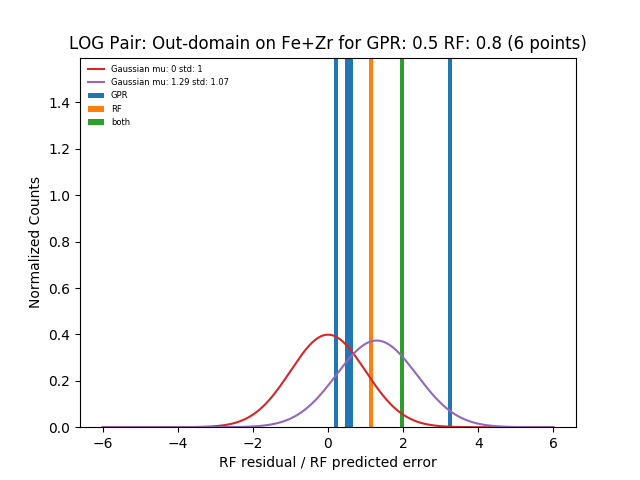 LOG Pair: Out-domain on Fe+Zr for GPR: 0.5 RF: 0.8 (6 points)
Gaussian mu: 0 std: 1
Gaussian mu: 1.29 std: 1.07
GPR
RF
both
Normalized Counts
1.4
1.2
1.0
0.8
0.6
0.4
0.2
0.0
−6
−4
−2
0
2
4
6
RF residual / RF predicted error